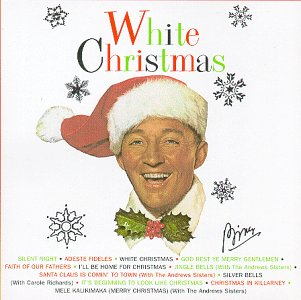 White
Christmas
Bing
SILENT NIGHT • ADESTE FIDELES • WHITE CHRISTMAS • GOD REST YE MERRY GENTLEMEN •
FAITH OF OUR FATHERS • I'LL BE HOME FOR CHRISTMAS • JINGLE BELLS (With The Andrews Sisters) •
SANTA CLAUS IS COMIN' TO TOWN (With The Andrews Sisters) • SILVER BELLS
(With Carole Richards) • IT'S BEGINNING TO LOOK LIKE CHRISTMAS • CHRISTMAS IN KILLARNEY •
MELE KALIKIMAKA (MERRY CHRISTMAS) (With The Andrews Sisters)